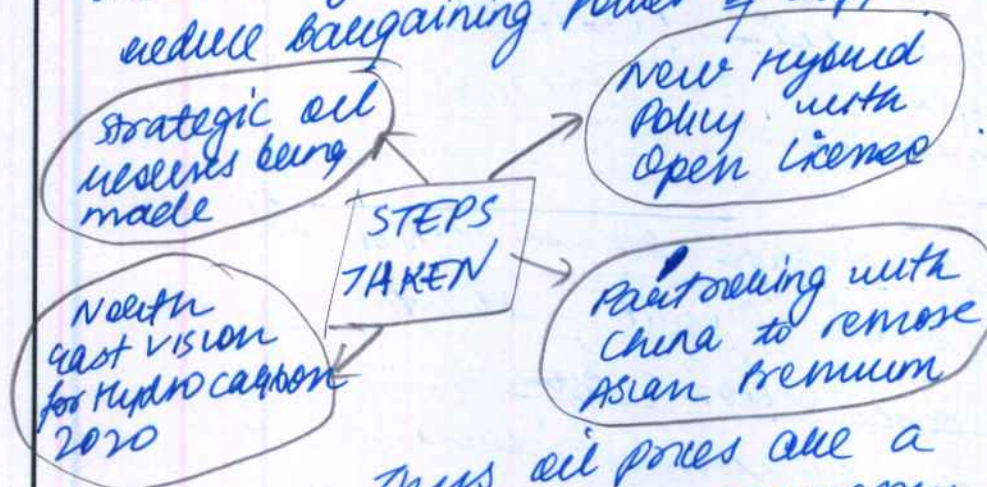 reduce bargaining Power of
Strategic oil
reserves being
made
New Hybrid
Policy with
Open License
STEPS
TAKEN
North
East Vision
for Hydrocarbon
2020
Partnering with
China to remove
Asian Premium
Thus oil prices are a